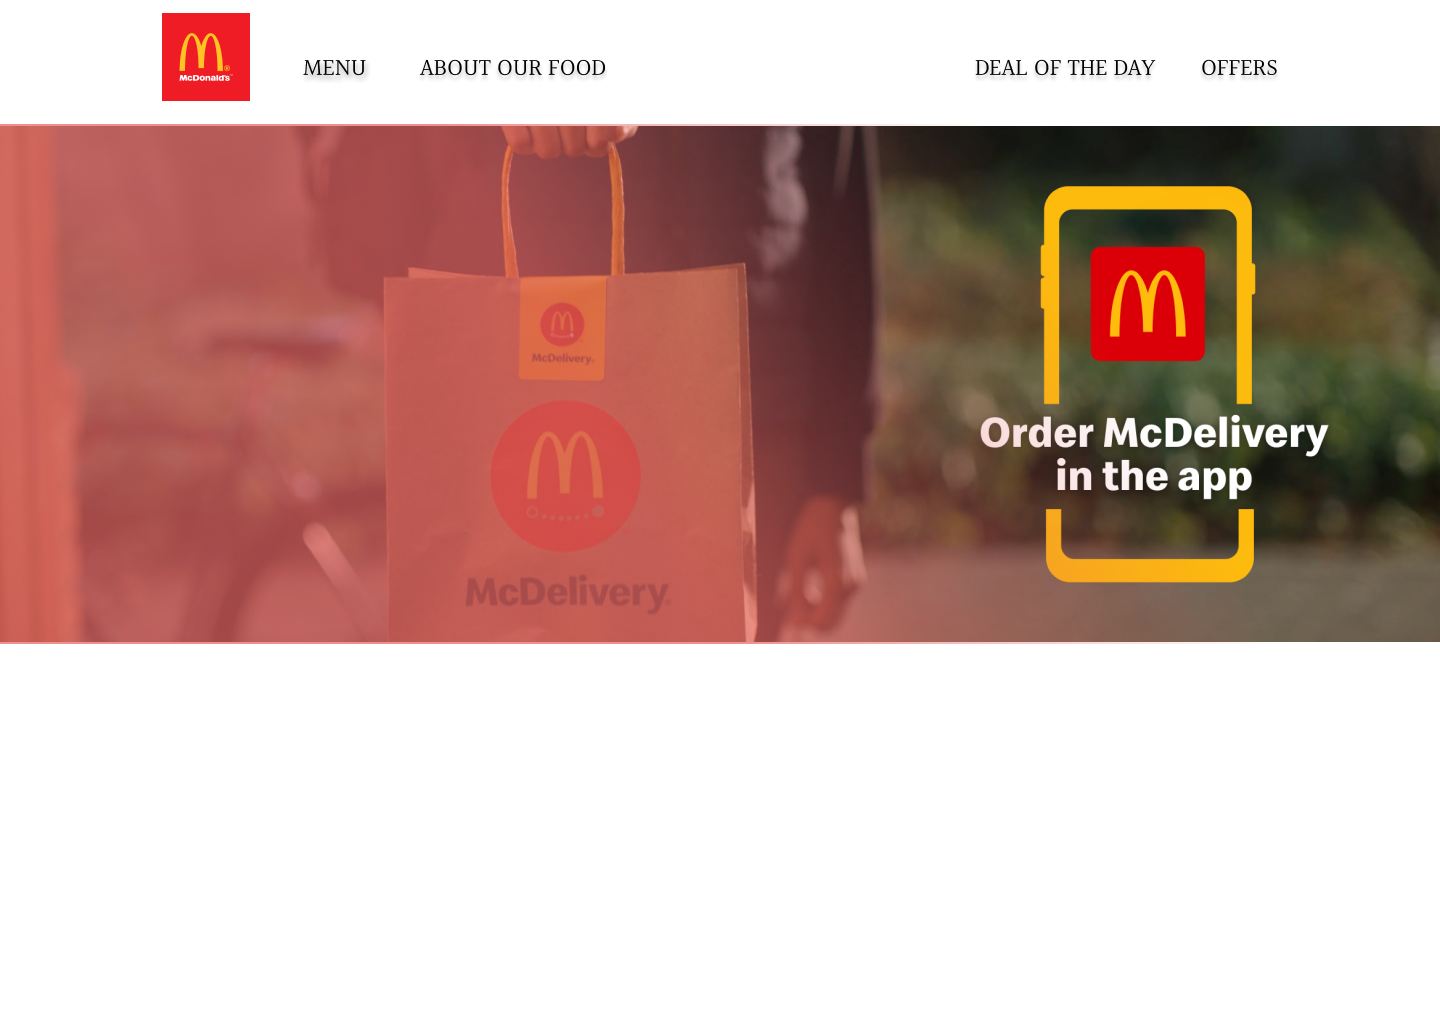 McDonald's
MENU
ABOUT OUR FOOD
DEAL OF THE DAY
OFFERS
McDelivery
McDelivery
Order McDelivery
in the app